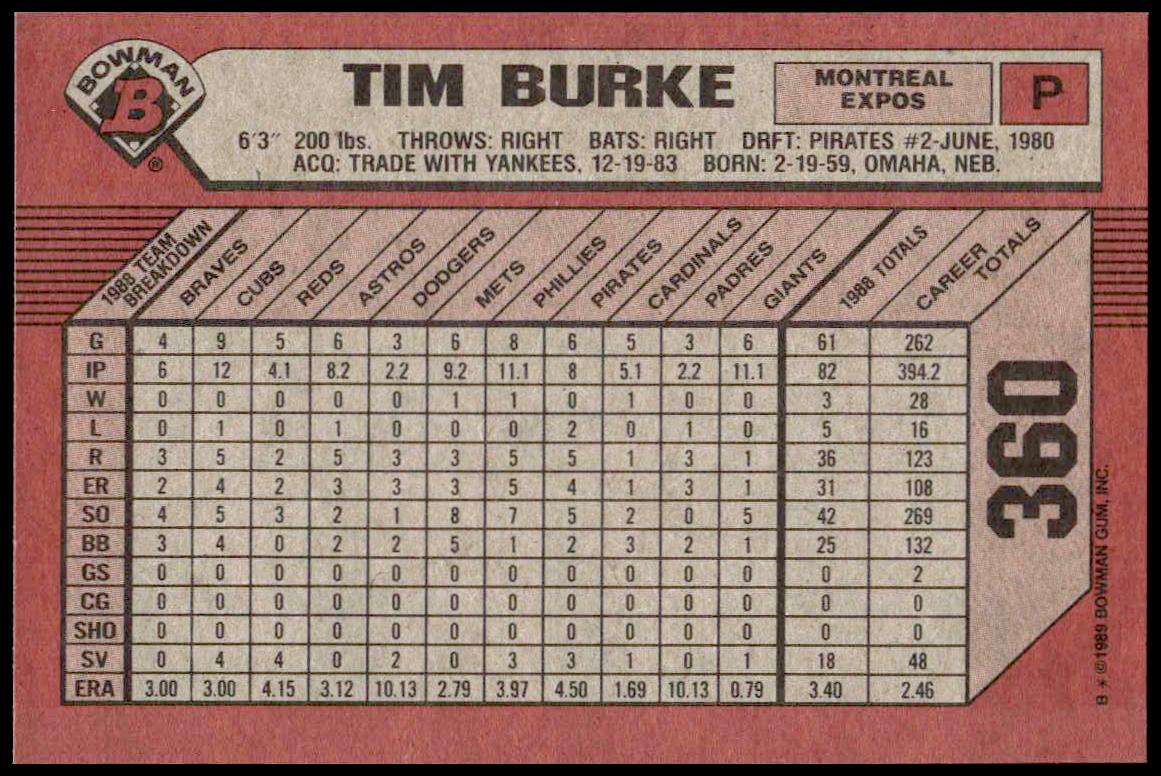 BOWMAN
B
®
TIM BURKE
MONTREAL
EXPOS
P
6'3" 200 lbs. THROWS: RIGHT BATS: RIGHT DRFT: PIRATES #2-JUNE, 1980
ACQ: TRADE WITH YANKEES, 12-19-83 BORN: 2-19-59, OMAHA, NEB.
1988 TEAM BREAKDOWN BRAVES CUBS REDS ASTROS DODGERS METS PHILLIES PIRATES CARDINALS PADRES GIANTS 1988 TOTALS CAREER TOTALS
G 4 9 5 6 3 6 8 6 5 3 6 61 262
IP 6 12 4.1 8.2 2.2 9.2 11.1 8 5.1 2.2 11.1 82 394.2
W 0 0 0 0 0 1 1 0 1 0 0 3 28
L 0 1 0 1 0 0 0 2 0 1 0 5 16
R 3 5 2 5 3 3 5 5 1 3 1 36 123
ER 2 4 2 3 3 3 5 4 1 3 1 31 108
SO 4 5 3 2 1 8 7 5 2 0 5 42 269
BB 3 4 0 2 2 5 1 2 3 2 1 25 132
GS 0 0 0 0 0 0 0 0 0 0 0 0 2
CG 0 0 0 0 0 0 0 0 0 0 0 0 0
SHO 0 0 0 0 0 0 0 0 0 0 0 0 0
SV 0 4 4 0 2 0 3 3 1 0 1 18 48
ERA 3.00 3.00 4.15 3.12 10.13 2.79 3.97 4.50 1.69 10.13 0.79 3.40 2.46
360
B * ©1989 BOWMAN GUM, INC.